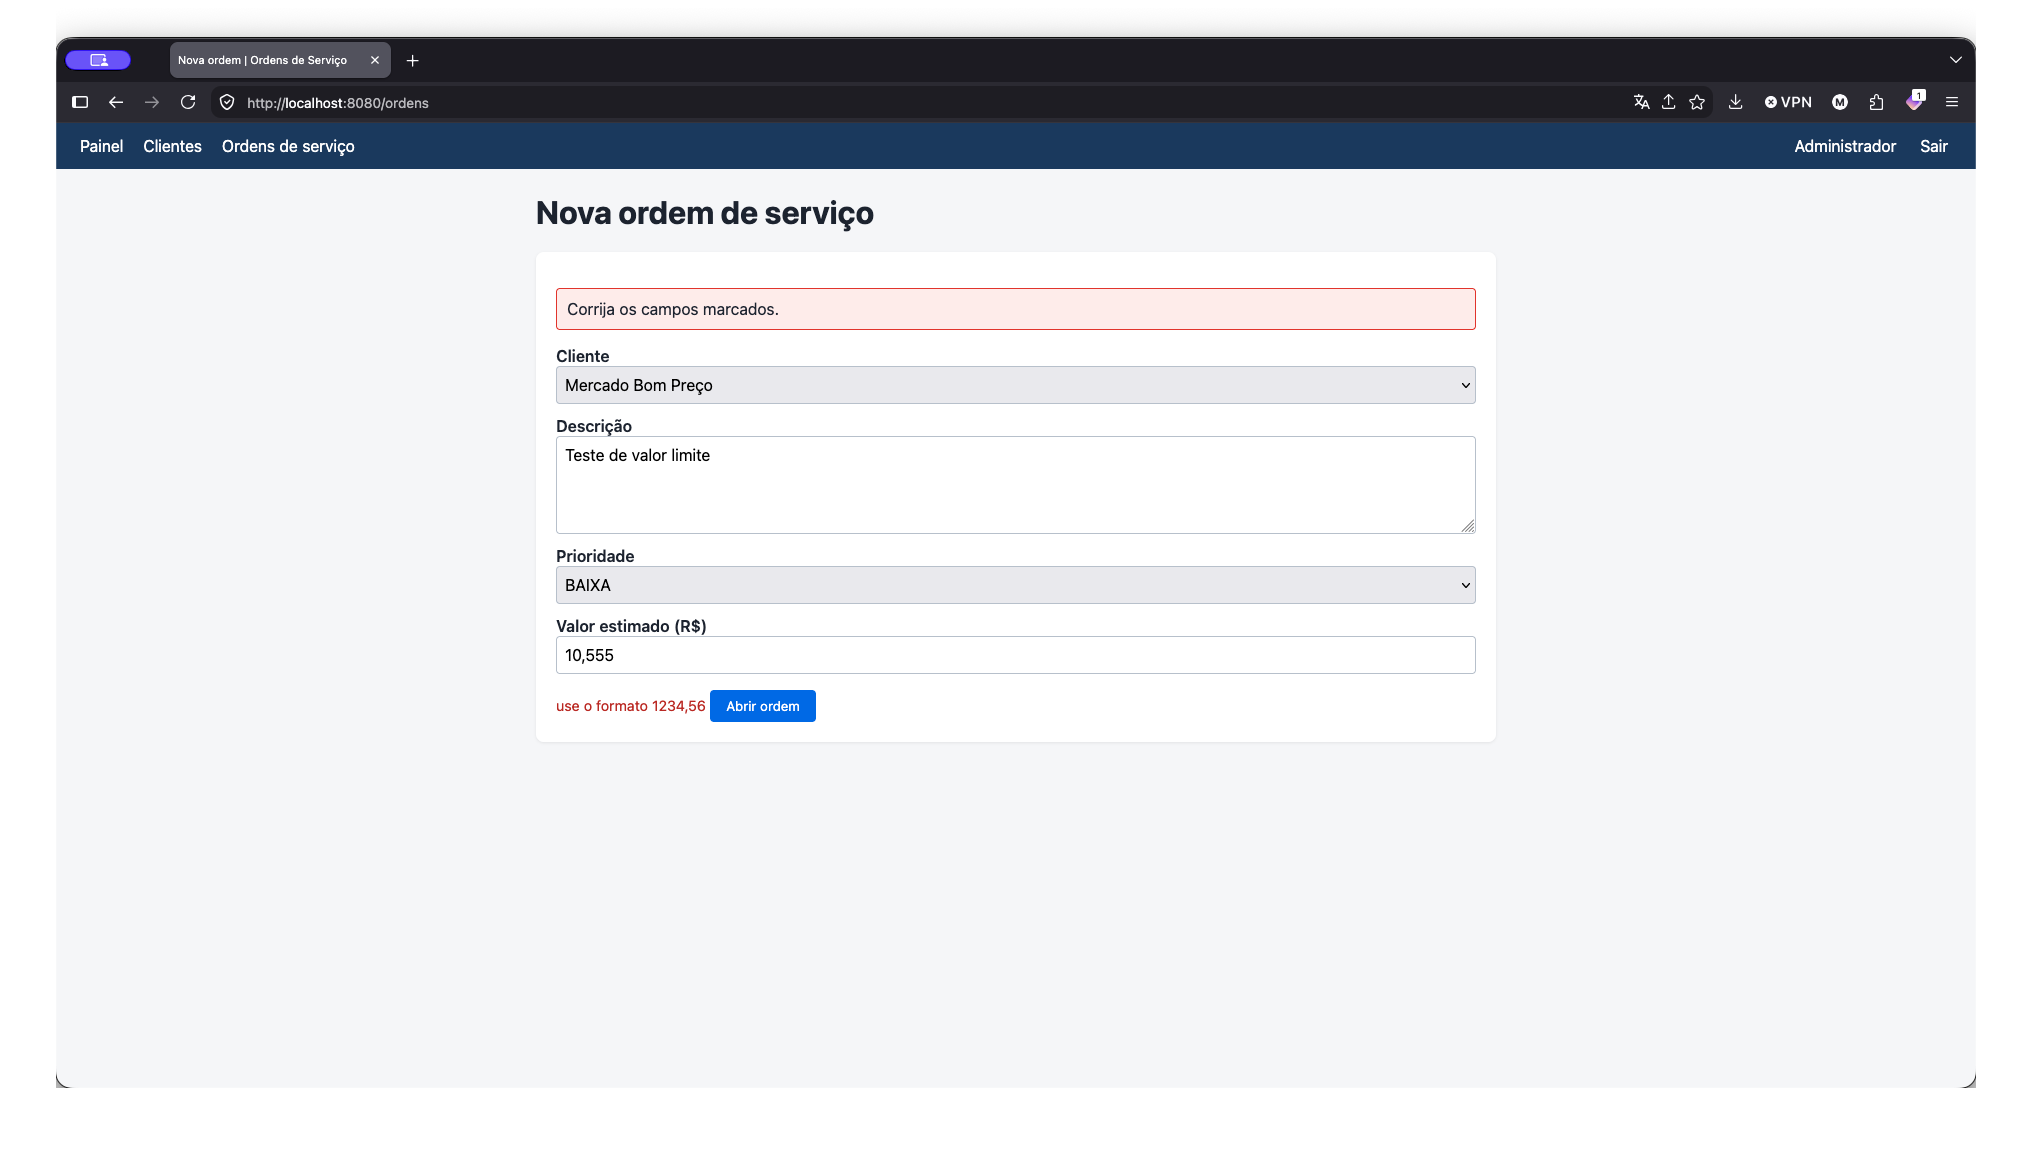 Nova ordem | Ordens de Serviço
http://localhost:8080/ordens
VPN
M
1
Painel Clientes Ordens de serviço Administrador Sair
Nova ordem de serviço
Corrija os campos marcados.
Cliente
Mercado Bom Preço
Descrição
Teste de valor limite
Prioridade
BAIXA
Valor estimado (R$)
10,555
use o formato 1234,56 Abrir ordem